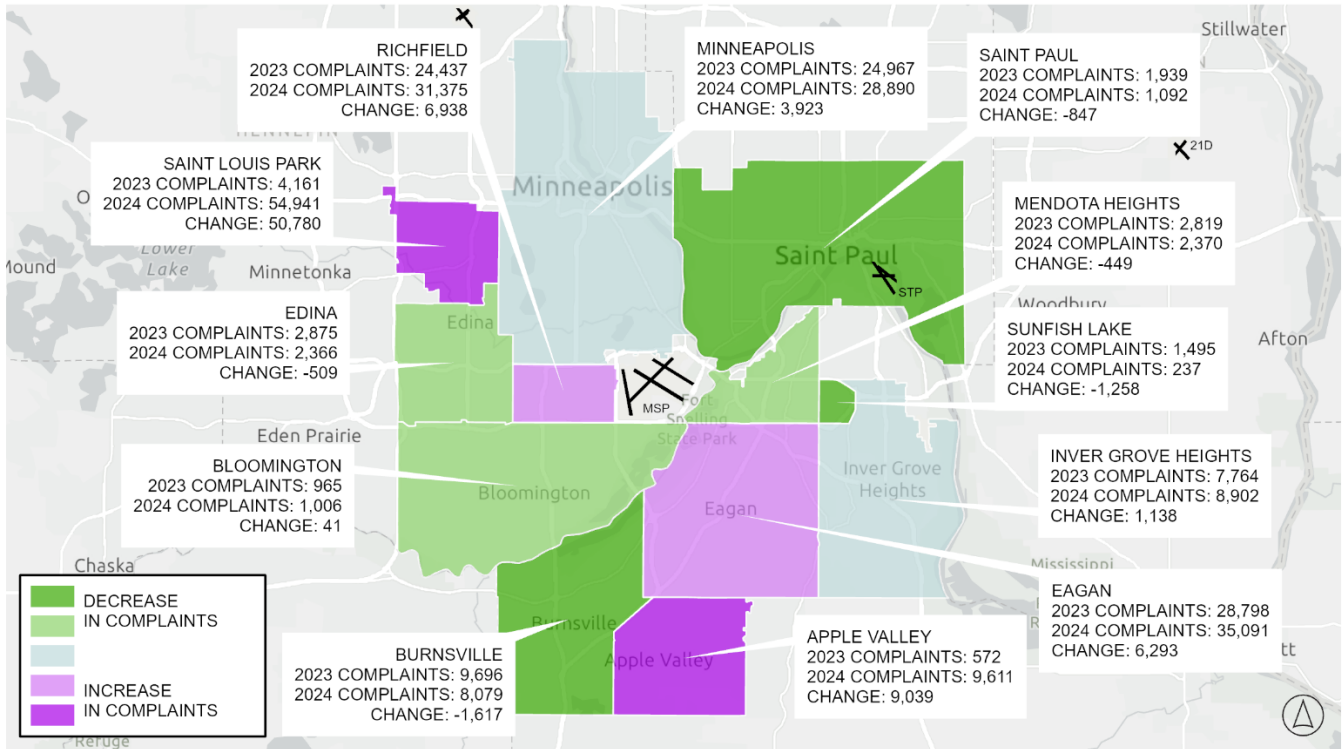 Stillwater
RICHFIELD
2023 COMPLAINTS: 24,437
2024 COMPLAINTS: 31,375
CHANGE: 6,938
MINNEAPOLIS
2023 COMPLAINTS: 24,967
2024 COMPLAINTS: 28,890
CHANGE: 3,923
SAINT PAUL
2023 COMPLAINTS: 1,939
2024 COMPLAINTS: 1,092
CHANGE: -847
21D
SAINT LOUIS PARK
2023 COMPLAINTS: 4,161
2024 COMPLAINTS: 54,941
CHANGE: 50,780
Minneapolis
MENDOTA HEIGHTS
2023 COMPLAINTS: 2,819
2024 COMPLAINTS: 2,370
CHANGE: -449
Lower
Lake
Mound
Minnetonka
Saint Paul
STP
Woodbury
EDINA
2023 COMPLAINTS: 2,875
2024 COMPLAINTS: 2,366
CHANGE: -509
Edina
SUNFISH LAKE
2023 COMPLAINTS: 1,495
2024 COMPLAINTS: 237
CHANGE: -1,258
Afton
MSP
Fort
Snelling
State Park
Eden Prairie
BLOOMINGTON
2023 COMPLAINTS: 965
2024 COMPLAINTS: 1,006
CHANGE: 41
Bloomington
Eagan
Inver Grove
Heights
INVER GROVE HEIGHTS
2023 COMPLAINTS: 7,764
2024 COMPLAINTS: 8,902
CHANGE: 1,138
Chaska
Mississippi
DECREASE
IN COMPLAINTS
INCREASE
IN COMPLAINTS
EAGAN
2023 COMPLAINTS: 28,798
2024 COMPLAINTS: 35,091
CHANGE: 6,293
Burnsville
Apple Valley
BURNSVILLE
2023 COMPLAINTS: 9,696
2024 COMPLAINTS: 8,079
CHANGE: -1,617
APPLE VALLEY
2023 COMPLAINTS: 572
2024 COMPLAINTS: 9,611
CHANGE: 9,039
Refuge